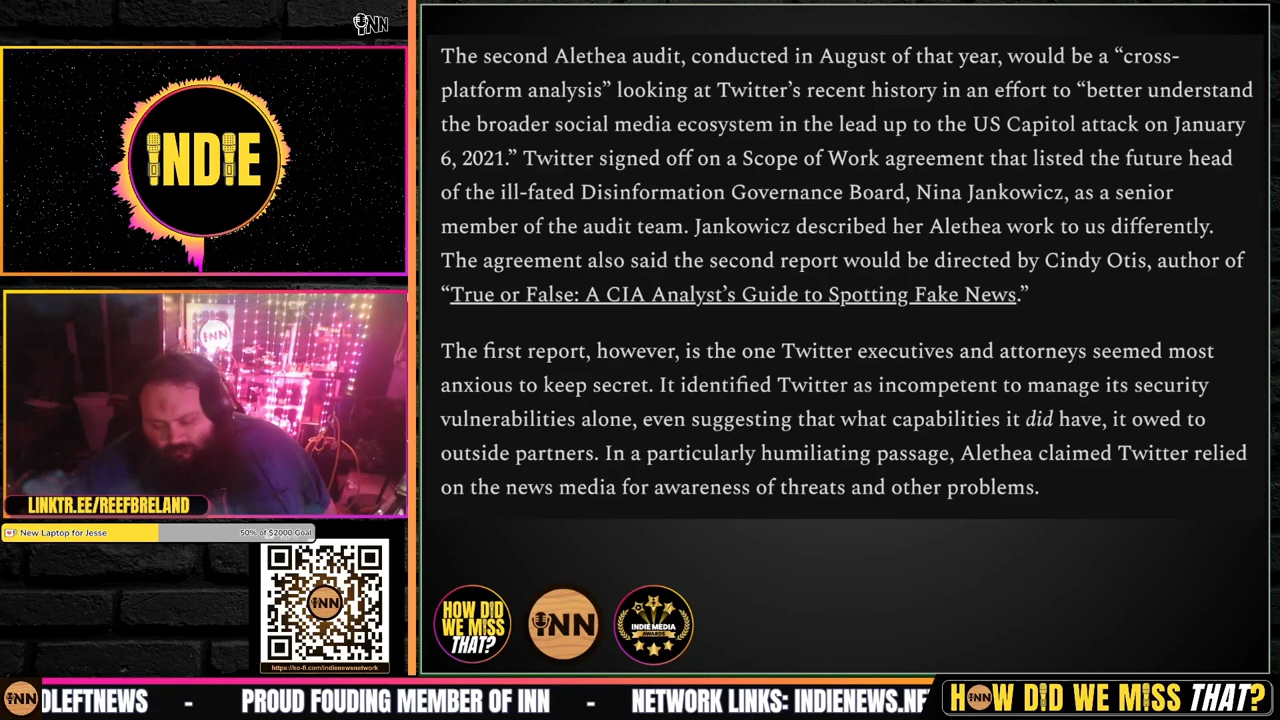 INN
INDIE
INN
LINKTR.EE/REEFBRELAND
New Laptop for Jesse
50% of $2000 Goal
INN
https://ko-fi.com/indienewsnetwork
The second Alethea audit, conducted in August of that year, would be a “cross-
platform analysis” looking at Twitter’s recent history in an effort to “better understand
the broader social media ecosystem in the lead up to the US Capitol attack on January
6, 2021.” Twitter signed off on a Scope of Work agreement that listed the future head
of the ill-fated Disinformation Governance Board, Nina Jankowicz, as a senior
member of the audit team. Jankowicz described her Alethea work to us differently.
The agreement also said the second report would be directed by Cindy Otis, author of
“True or False: A CIA Analyst’s Guide to Spotting Fake News.”
The first report, however, is the one Twitter executives and attorneys seemed most
anxious to keep secret. It identified Twitter as incompetent to manage its security
vulnerabilities alone, even suggesting that what capabilities it did have, it owed to
outside partners. In a particularly humiliating passage, Alethea claimed Twitter relied
on the news media for awareness of threats and other problems.
HOW DID
WE MISS
THAT?
INN
INDIE MEDIA
AWARDS
INN
DLEFTNEWS - PROUD FOUDING MEMBER OF INN - NETWORK LINKS: INDIENEWS.NE
HOW DID WE MISS THAT?